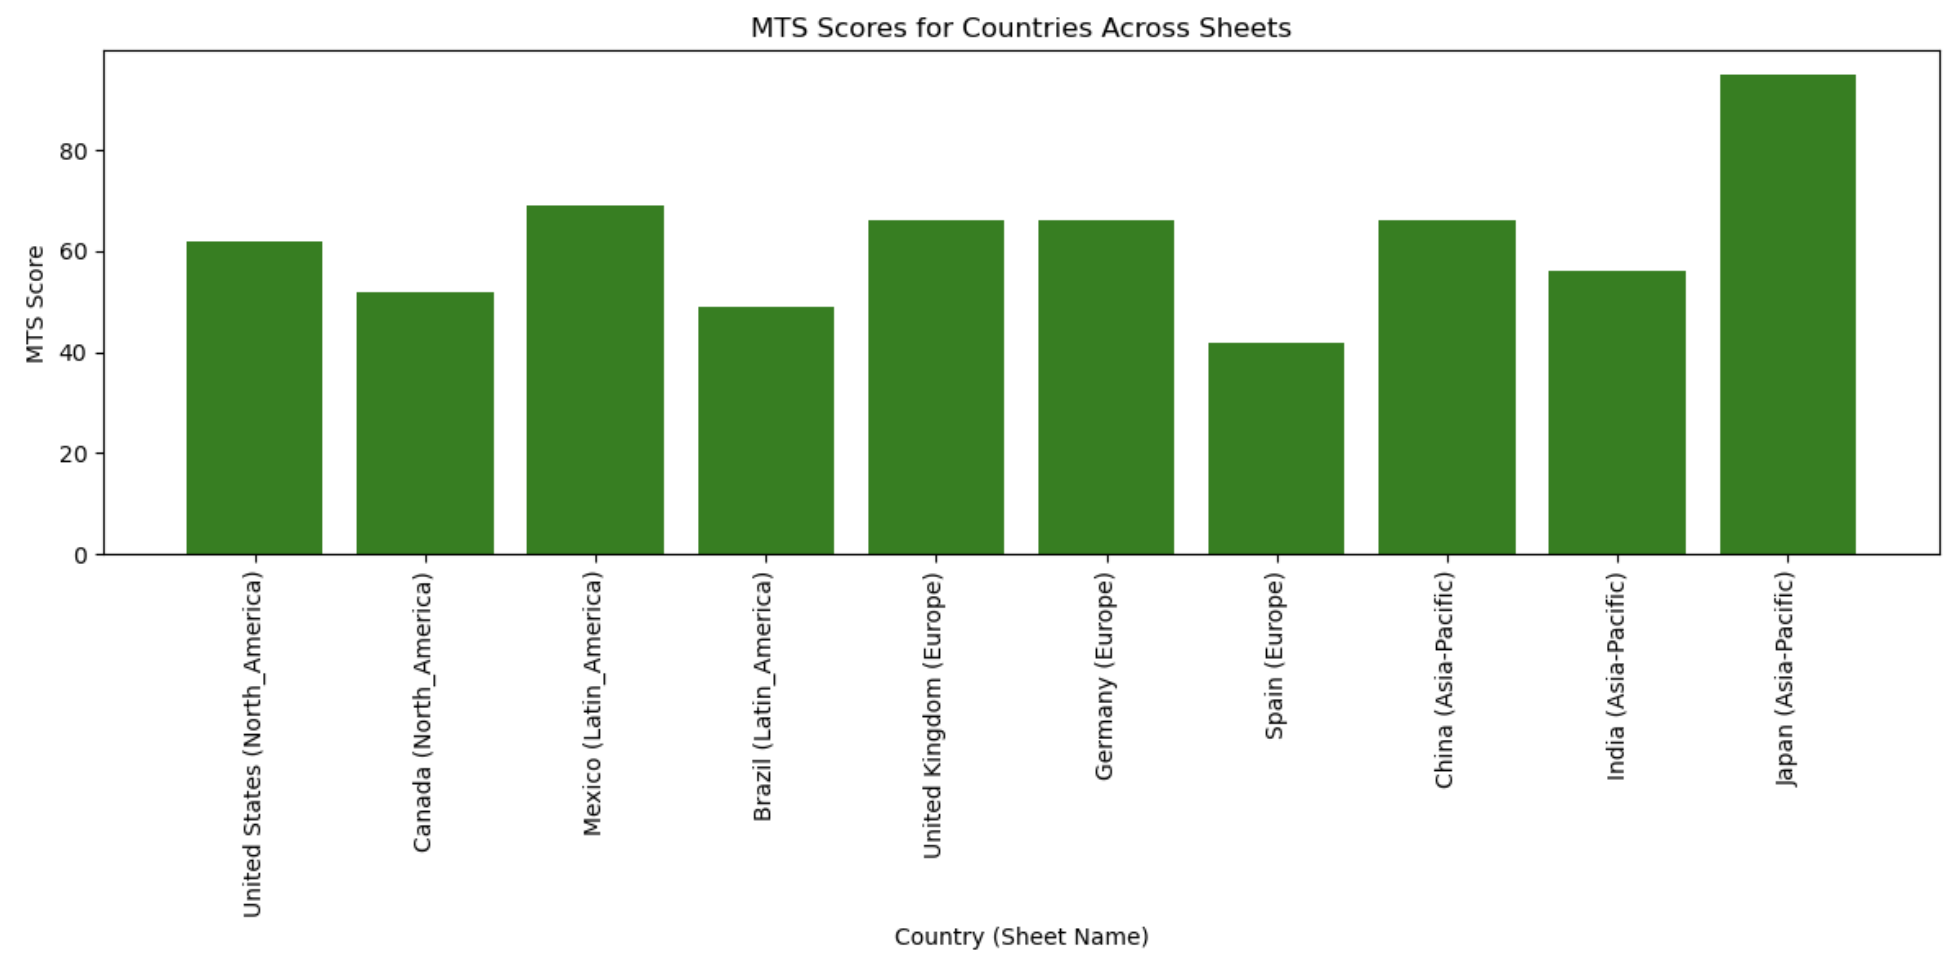 MTS Scores for Countries Across Sheets
MTS Score
80
60
40
20
0
United States (North_America)
Canada (North_America)
Mexico (Latin_America)
Brazil (Latin_America)
United Kingdom (Europe)
Germany (Europe)
Spain (Europe)
China (Asia-Pacific)
India (Asia-Pacific)
Japan (Asia-Pacific)
Country (Sheet Name)